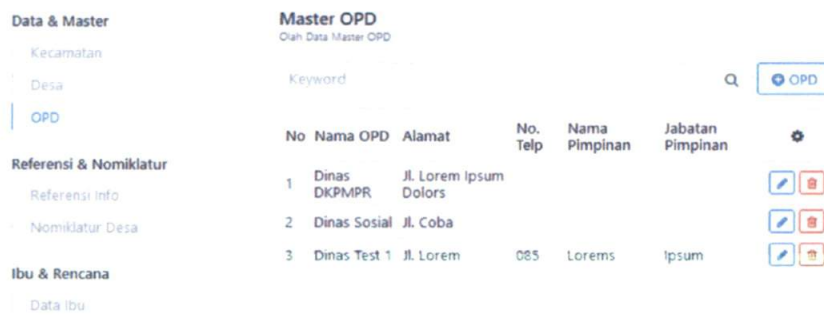 Data & Master
Kecamatan
Desa
OPD
Referensi & Nomiklatur
Referensi Info
Nomiklatur Desa
Ibu & Rencana
Data Ibu
Master OPD
Olah Data Master OPD
Keyword
OPD
No Nama OPD Alamat No. Telp Nama Pimpinan Jabatan Pimpinan
1 Dinas DKPMPR Jl. Lorem Ipsum Dolors
2 Dinas Sosial Jl. Coba
3 Dinas Test 1 Jl. Lorem 085 Lorems Ipsum